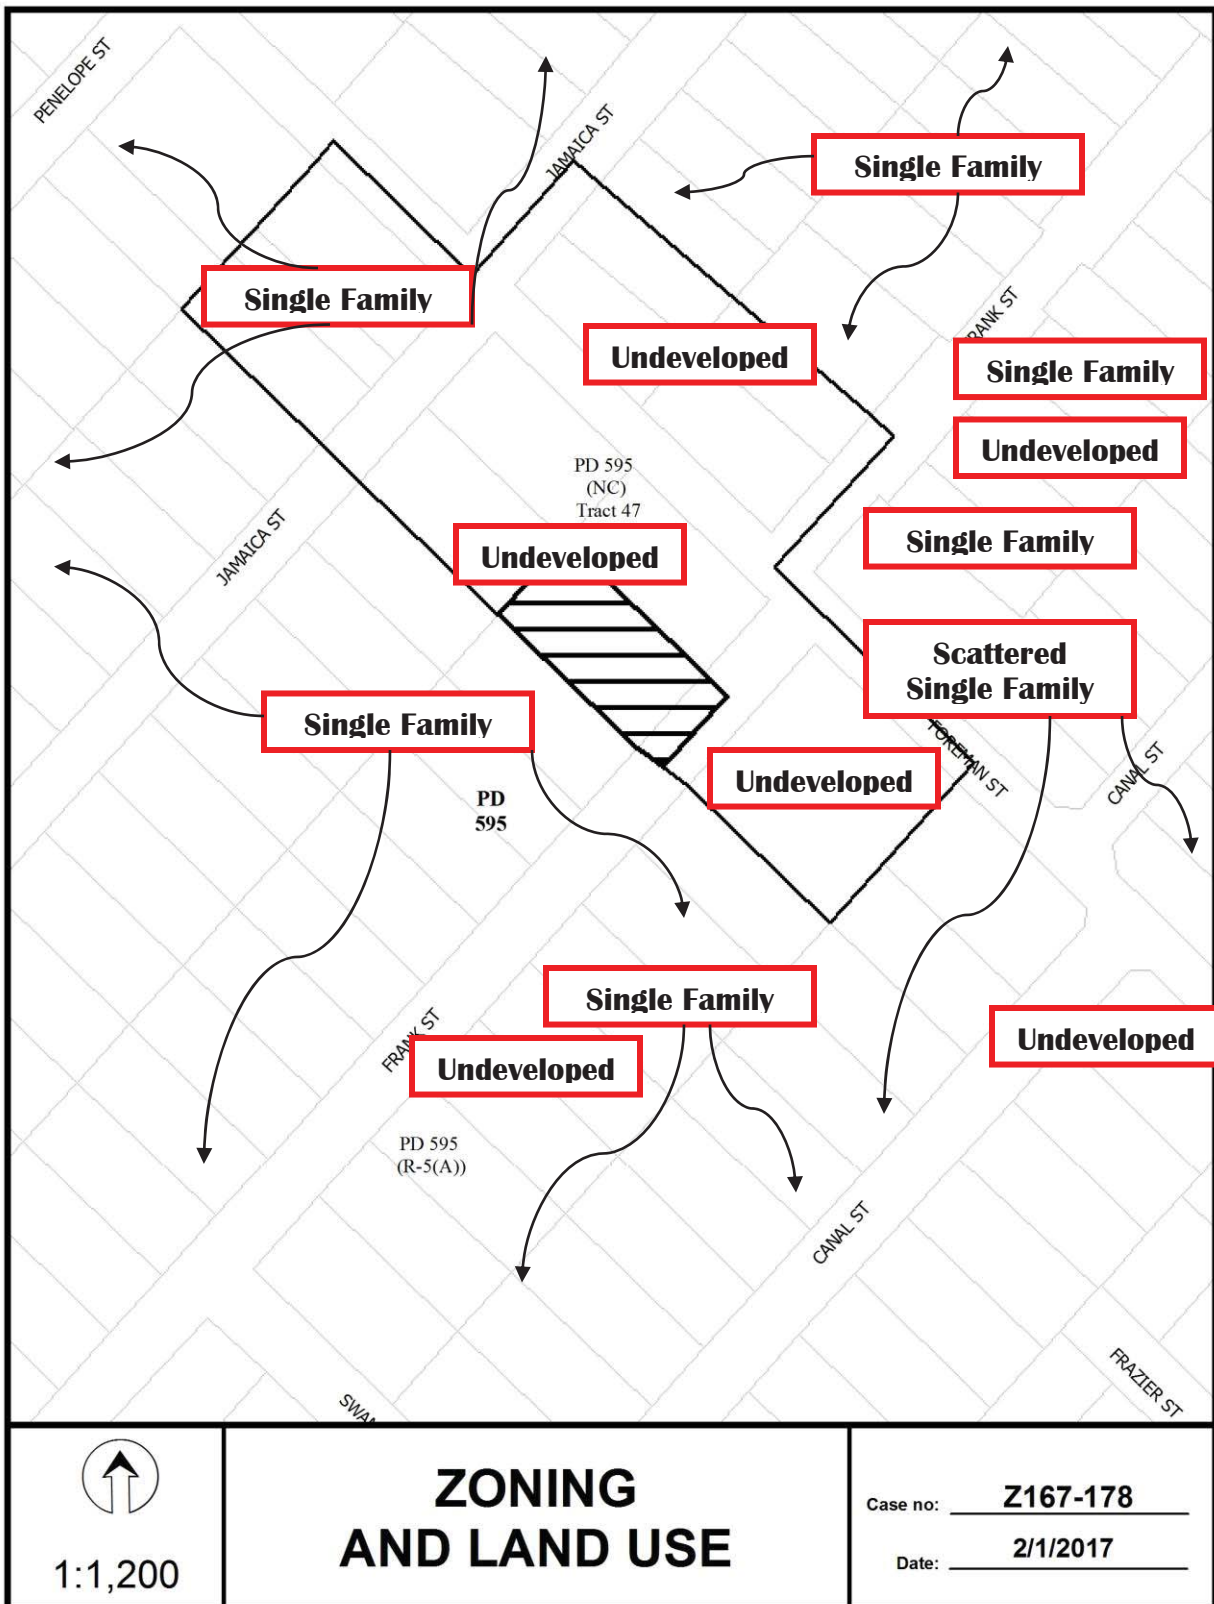 PENELOPE ST
JAMAICA ST
Single Family
Single Family
Undeveloped
Single Family
Undeveloped
PD 595
(NC)
Tract 47
Single Family
JAMAICA ST
Undeveloped
Scattered
Single Family
Single Family
FOREMAN ST
CANAL ST
Undeveloped
PD
595
Single Family
FRANK ST
Undeveloped
Undeveloped
PD 595
(R-5(A))
CANAL ST
FRAZIER ST
ZONING
AND LAND USE
1:1,200
Case no: Z167-178
Date: 2/1/2017